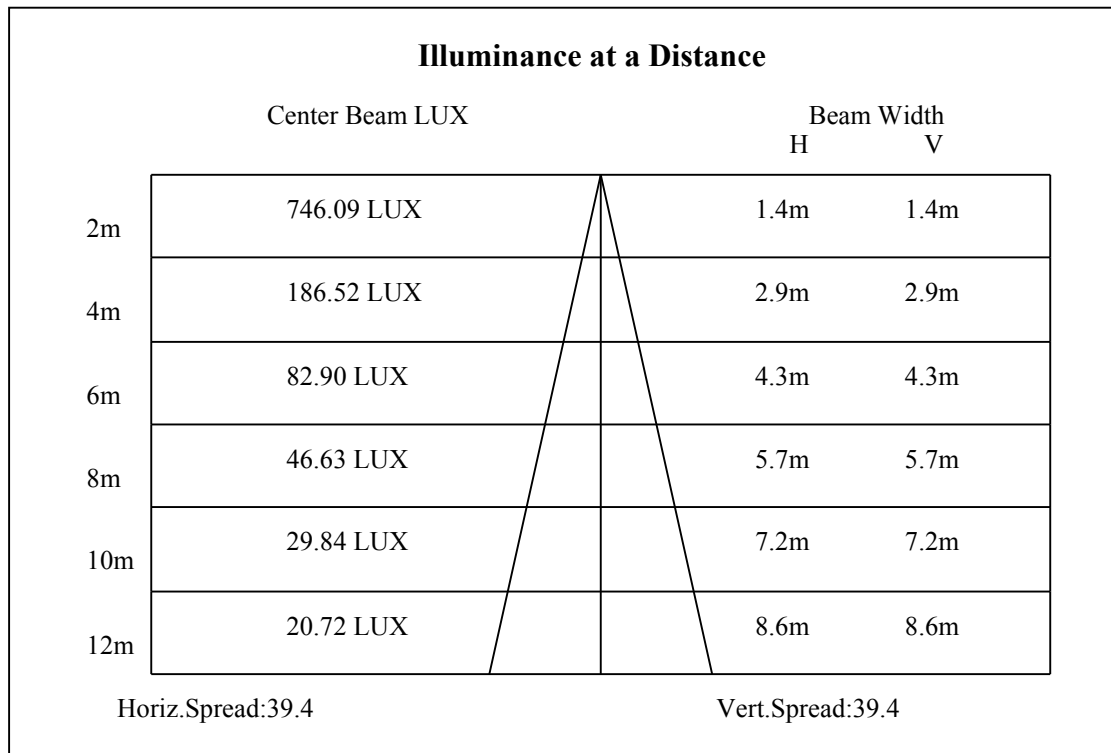 Illuminance at a Distance
Center Beam LUX Beam Width
H V
746.09 LUX 1.4m 1.4m
2m
186.52 LUX 2.9m 2.9m
4m
82.90 LUX 4.3m 4.3m
6m
46.63 LUX 5.7m 5.7m
8m
29.84 LUX 7.2m 7.2m
10m
20.72 LUX 8.6m 8.6m
12m
Horiz.Spread:39.4 Vert.Spread:39.4